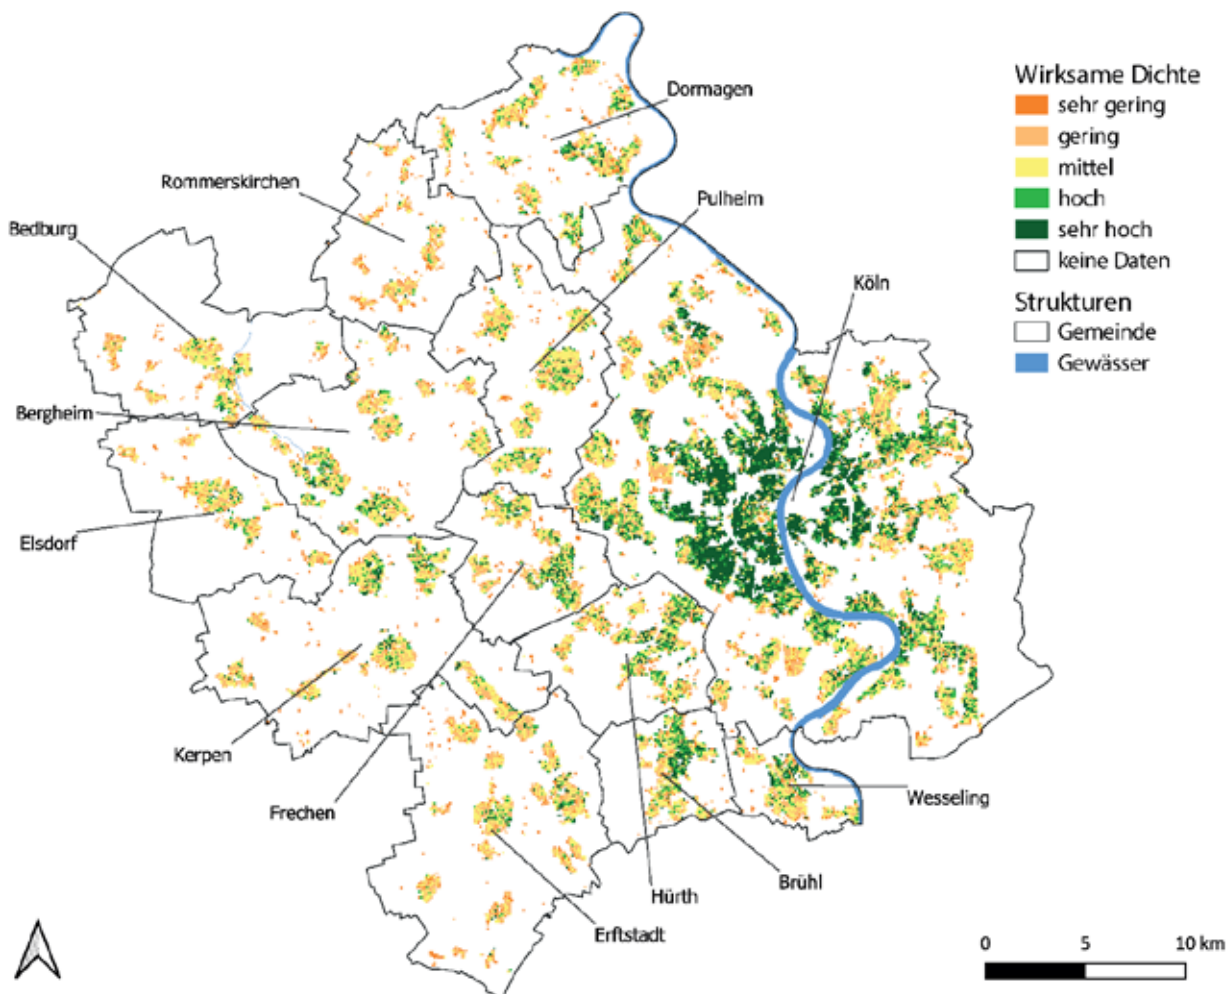 Wirksame Dichte
sehr gering
gering
mittel
hoch
sehr hoch
keine Daten
Strukturen
Gemeinde
Gewässer
Dormagen
Rommerskirchen
Pulheim
Bedburg
Köln
Bergheim
Elsdorf
Kerpen
Frechen
Wesseling
Brühl
Hürth
Erftstadt
0 5 10 km